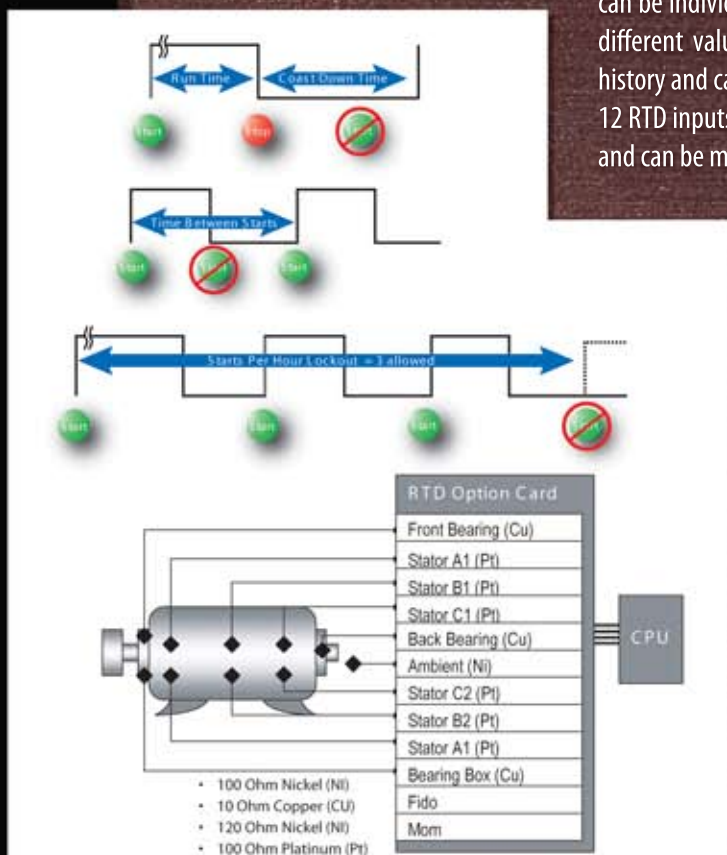 can be indivi
different valu
history and ca
12 RTD inputs
and can be m
Run Time
Coast Down Time
Start
Stop
Start
Time Between Starts
Start
Start
Start
Starts Per Hour Lockout = 3 allowed
Start
Start
Start
Start
RTD Option Card
Front Bearing (Cu)
Stator A1 (Pt)
Stator B1 (Pt)
Stator C1 (Pt)
Back Bearing (Cu)
Ambient (Ni)
Stator C2 (Pt)
Stator B2 (Pt)
Stator A1 (Pt)
Bearing Box (Cu)
Fido
Mom
CPU
• 100 Ohm Nickel (NI)
• 10 Ohm Copper (CU)
• 120 Ohm Nickel (NI)
• 100 Ohm Platinum (Pt)